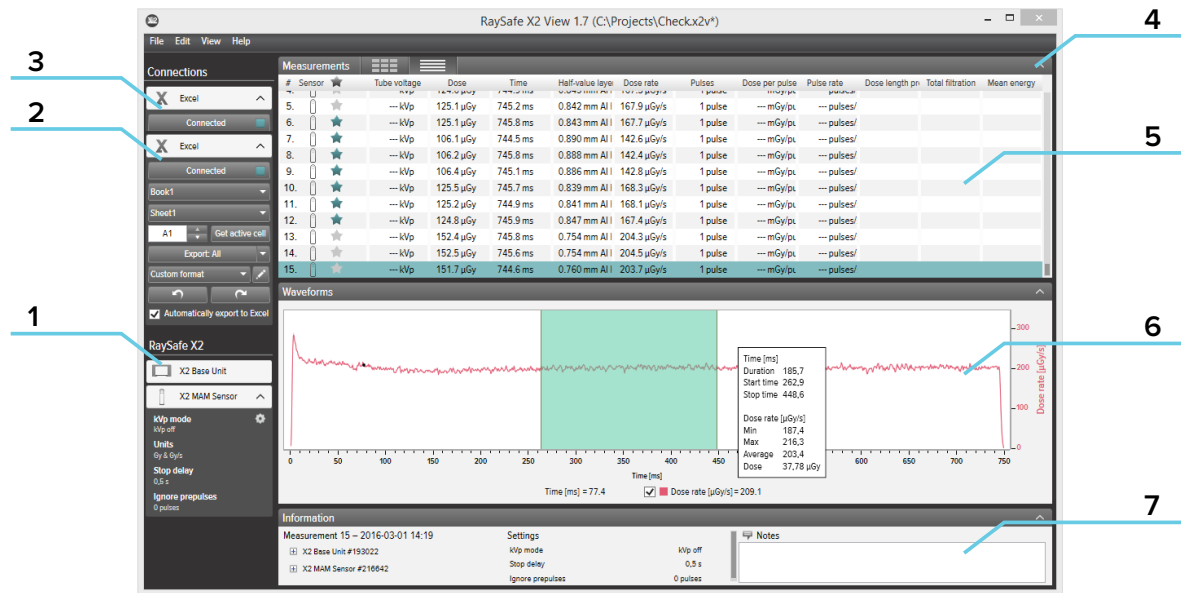 X2
RaySafe X2 View 1.7 (C:\Projects\Check.x2v*)
File Edit View Help
4
3
2
1
5
6
7
Connections
X Excel
Connected
X Excel
Connected
Book1
Sheet1
A1 Get active cell
Export: All
Custom format
Automatically export to Excel
RaySafe X2
X2 Base Unit
X2 MAM Sensor
kVp mode
kVp off
Units
Gy & Gy/s
Stop delay
0,5 s
Ignore prepulses
0 pulses
Measurements
# Sensor Tube voltage Dose Time Half-value layer Dose rate Pulses Dose per pulse Pulse rate Dose length pr Total filtration Mean energy
5. --- kVp 125.1 µGy 745.2 ms 0.842 mm Al 167.9 µGy/s 1 pulse --- mGy/pu --- pulses/
6. --- kVp 125.1 µGy 745.8 ms 0.843 mm Al 167.7 µGy/s 1 pulse --- mGy/pu --- pulses/
7. --- kVp 106.1 µGy 744.5 ms 0.890 mm Al 142.6 µGy/s 1 pulse --- mGy/pu --- pulses/
8. --- kVp 106.2 µGy 745.8 ms 0.888 mm Al 142.4 µGy/s 1 pulse --- mGy/pu --- pulses/
9. --- kVp 106.4 µGy 745.1 ms 0.886 mm Al 142.8 µGy/s 1 pulse --- mGy/pu --- pulses/
10. --- kVp 125.5 µGy 745.7 ms 0.839 mm Al 168.3 µGy/s 1 pulse --- mGy/pu --- pulses/
11. --- kVp 125.2 µGy 744.9 ms 0.841 mm Al 168.1 µGy/s 1 pulse --- mGy/pu --- pulses/
12. --- kVp 124.8 µGy 745.9 ms 0.847 mm Al 167.4 µGy/s 1 pulse --- mGy/pu --- pulses/
13. --- kVp 152.4 µGy 745.8 ms 0.754 mm Al 204.3 µGy/s 1 pulse --- mGy/pu --- pulses/
14. --- kVp 152.5 µGy 745.6 ms 0.754 mm Al 204.5 µGy/s 1 pulse --- mGy/pu --- pulses/
15. --- kVp 151.7 µGy 744.6 ms 0.760 mm Al 203.7 µGy/s 1 pulse --- mGy/pu --- pulses/
Waveforms
300
200
100
0
Dose rate [µGy/s]
Time [ms]
Duration 185,7
Start time 262,9
Stop time 448,6
Dose rate [µGy/s]
Min 187,4
Max 216,3
Average 203,4
Dose 37,78 µGy
0 50 100 150 200 250 300 350 400 450 600 650 700 750
Time [ms]
Time [ms] = 77.4 Dose rate [µGy/s] = 209.1
Information
Measurement 15 – 2016-03-01 14:19
X2 Base Unit #193022
X2 MAM Sensor #216642
Settings
kVp mode kVp off
Stop delay 0,5 s
Ignore prepulses 0 pulses
Notes